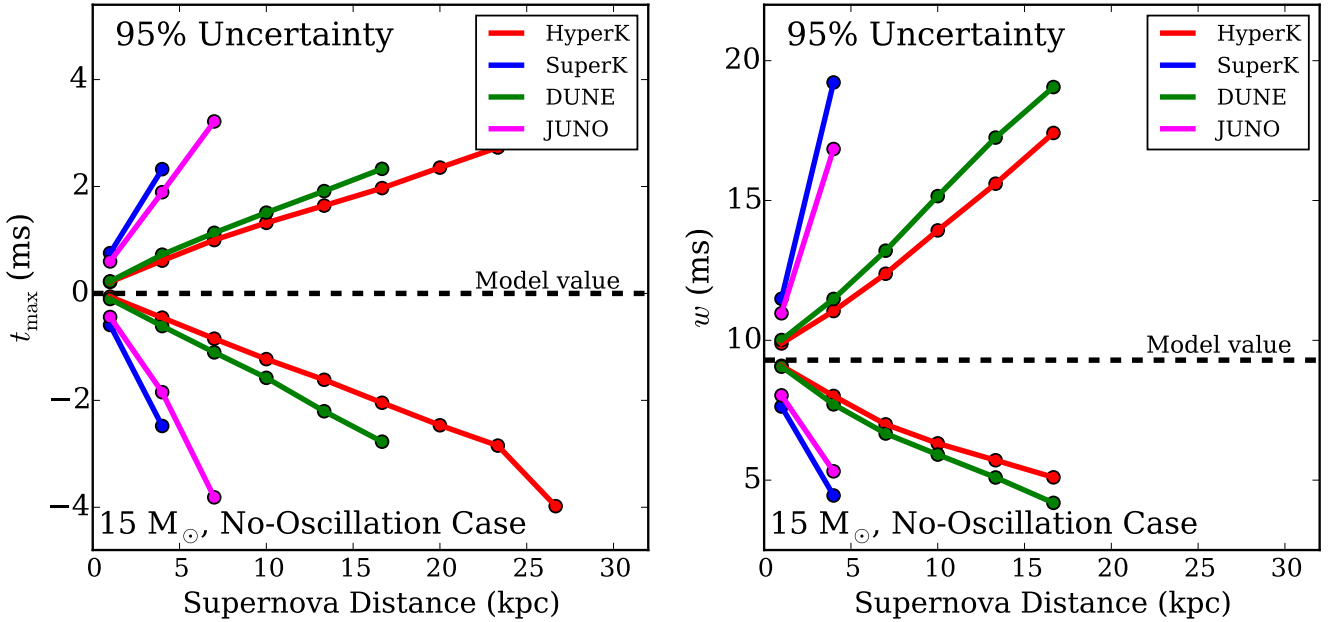 95% Uncertainty
HyperK
SuperK
DUNE
JUNO
4
2
0
−2
−4
t_max (ms)
Model value
15 M⊙, No-Oscillation Case
0 5 10 15 20 25 30
Supernova Distance (kpc)
95% Uncertainty
HyperK
SuperK
DUNE
JUNO
20
15
10
5
w (ms)
Model value
15 M⊙, No-Oscillation Case
0 5 10 15 20 25 30
Supernova Distance (kpc)